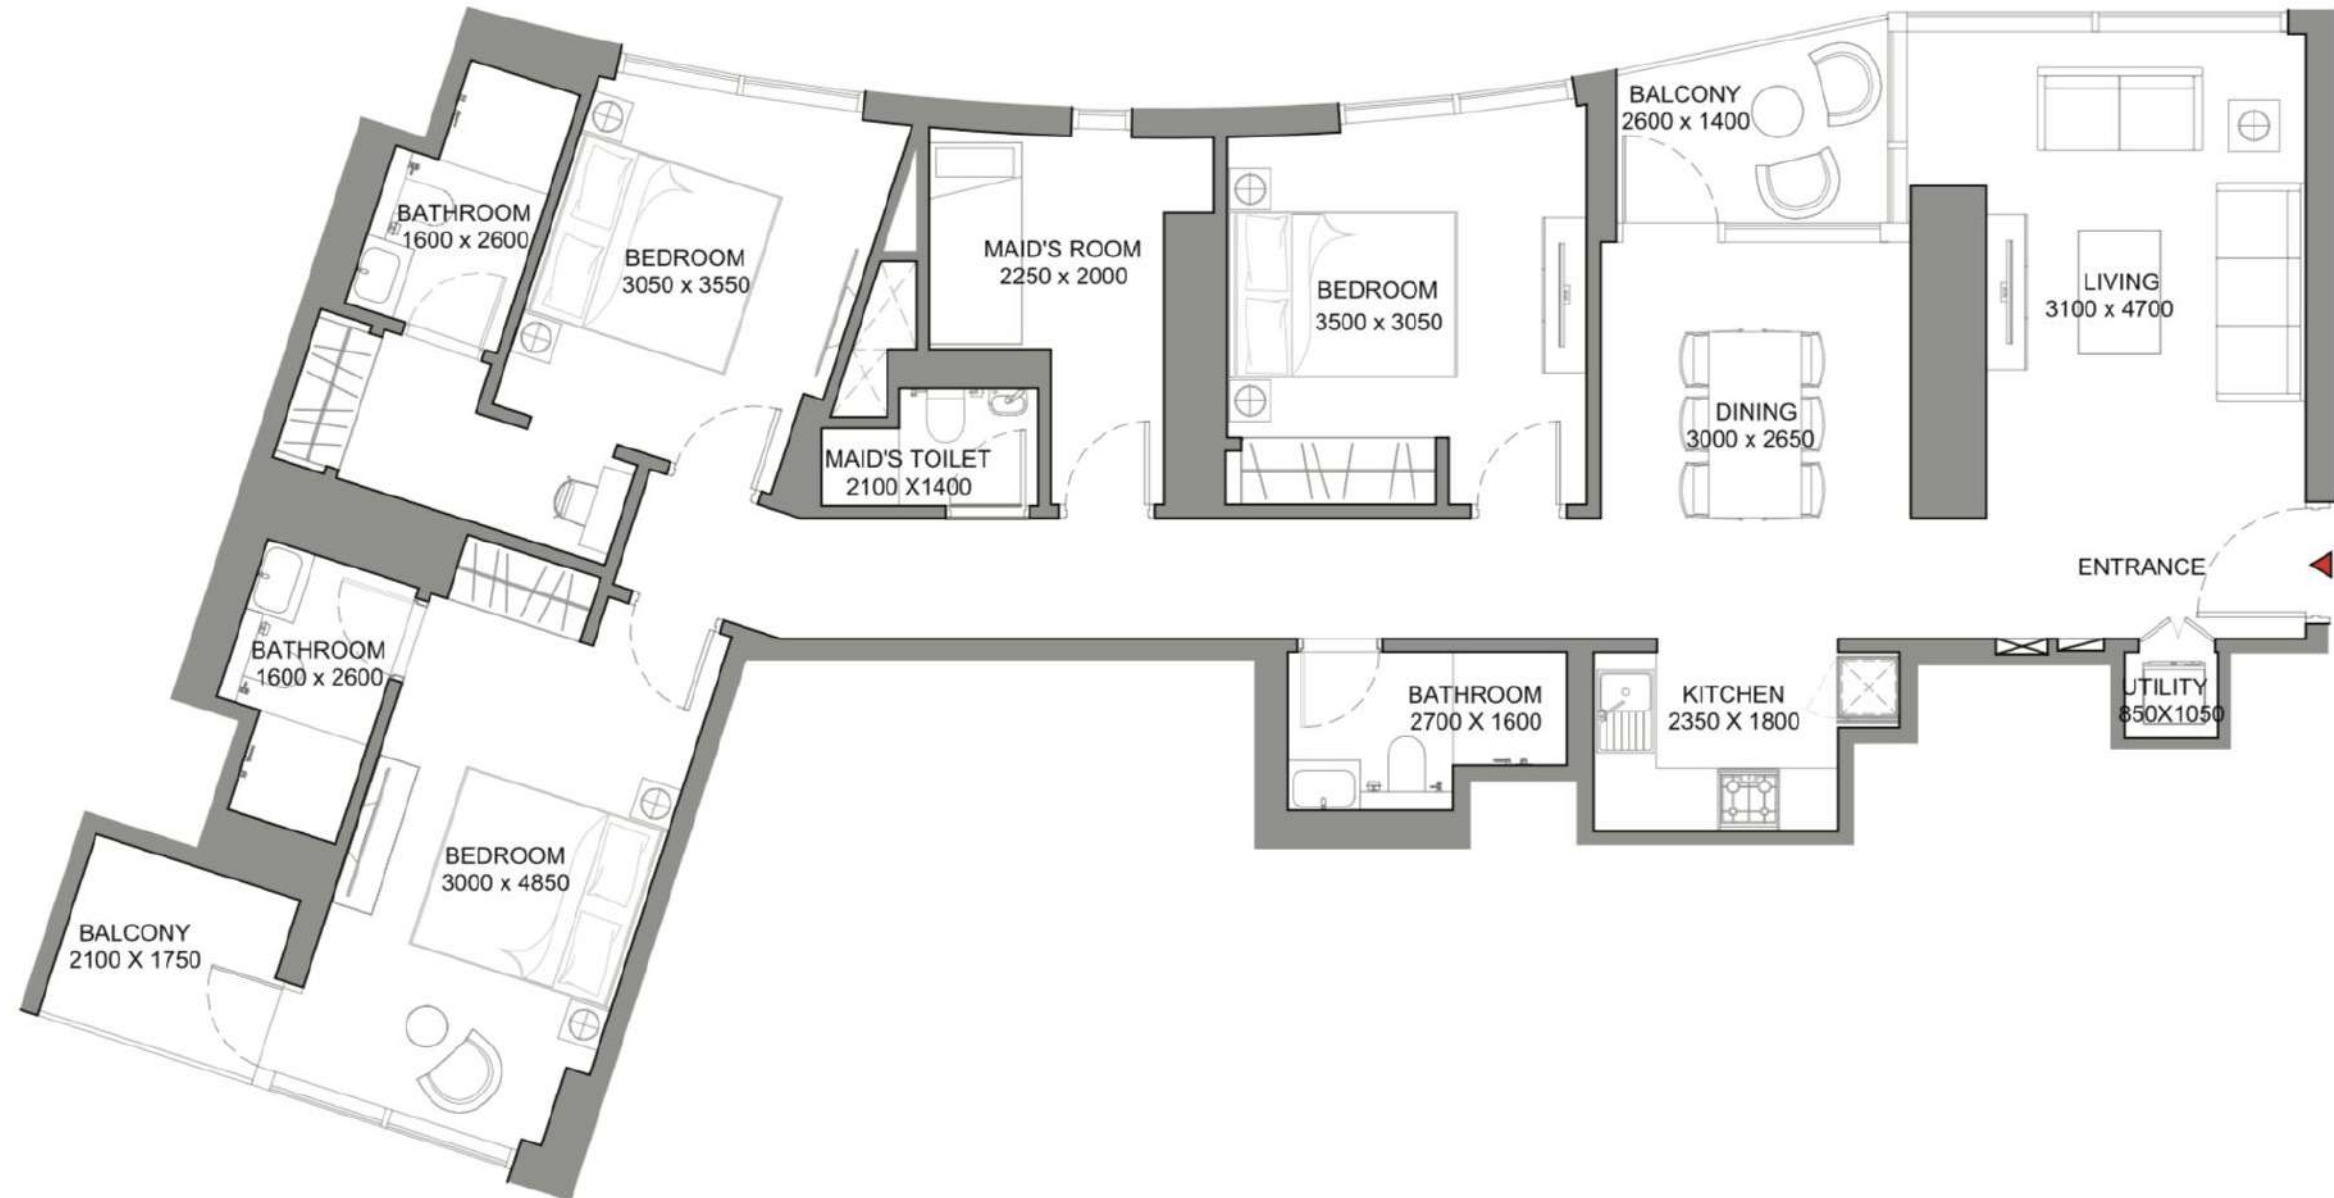 BALCONY
2600 x 1400
BATHROOM
1600 x 2600
BEDROOM
3050 x 3550
MAID'S ROOM
2250 x 2000
BEDROOM
3500 x 3050
LIVING
3100 x 4700
DINING
3000 x 2650
MAID'S TOILET
2100 X1400
ENTRANCE
BATHROOM
1600 x 2600
BATHROOM
2700 X 1600
KITCHEN
2350 X 1800
UTILITY
850X1050
BEDROOM
3000 x 4850
BALCONY
2100 X 1750